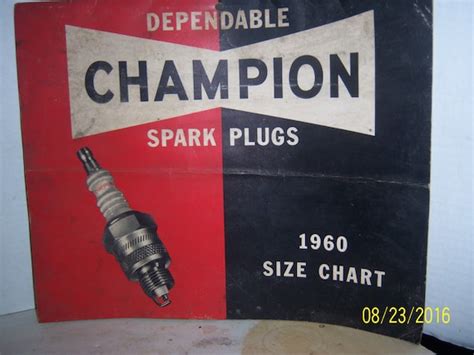 DEPENDABLE
CHAMPION
SPARK PLUGS
1960
SIZE CHART
08/23/2016